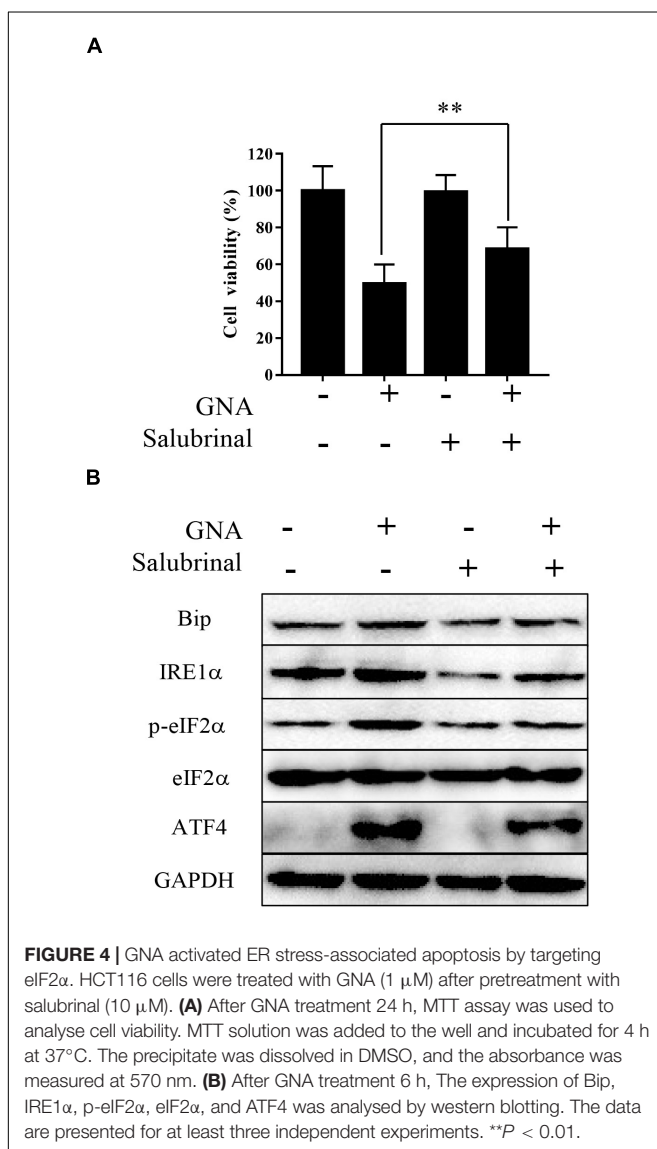 A
**
120
100
80
60
40
20
0
Cell viability (%)
GNA - + - +
Salubrinal - - + +
B
GNA - + - +
Salubrinal - - + +
Bip
IRE1α
p-eIF2α
eIF2α
ATF4
GAPDH
FIGURE 4 | GNA activated ER stress-associated apoptosis by targeting
eIF2α. HCT116 cells were treated with GNA (1 μM) after pretreatment with
salubrinal (10 μM). (A) After GNA treatment 24 h, MTT assay was used to
analyse cell viability. MTT solution was added to the well and incubated for 4 h
at 37°C. The precipitate was dissolved in DMSO, and the absorbance was
measured at 570 nm. (B) After GNA treatment 6 h, The expression of Bip,
IRE1α, p-eIF2α, eIF2α, and ATF4 was analysed by western blotting. The data
are presented for at least three independent experiments. **P < 0.01.